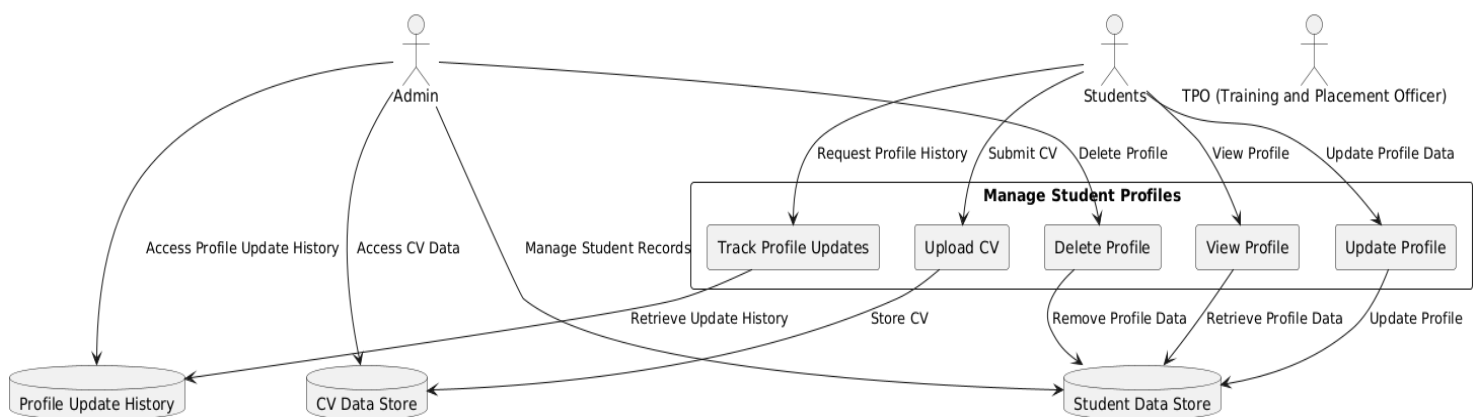 Admin
Students
TPO (Training and Placement Officer)
Request Profile History
Submit CV
Delete Profile
View Profile
Update Profile Data
Manage Student Profiles
Access Profile Update History
Access CV Data
Manage Student Records
Track Profile Updates
Upload CV
Delete Profile
View Profile
Update Profile
Retrieve Update History
Store CV
Remove Profile Data
Retrieve Profile Data
Update Profile
Profile Update History
CV Data Store
Student Data Store